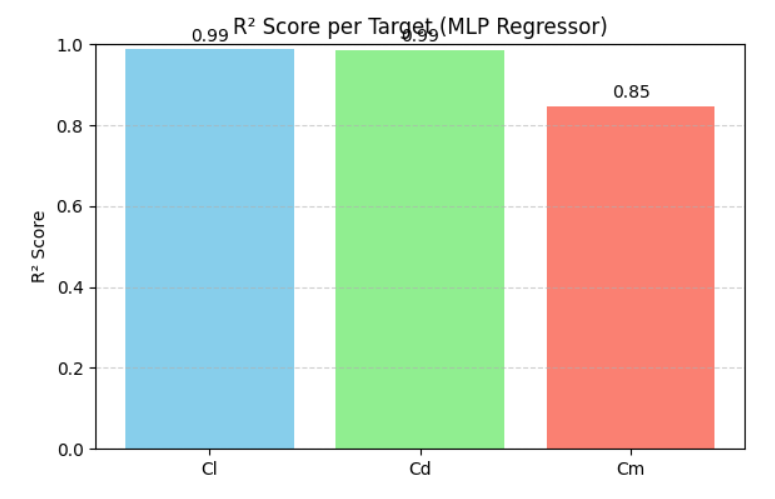 R² Score per Target (MLP Regressor)
0.99
0.99
0.85
1.0
0.8
0.6
0.4
0.2
0.0
R² Score
Cl
Cd
Cm